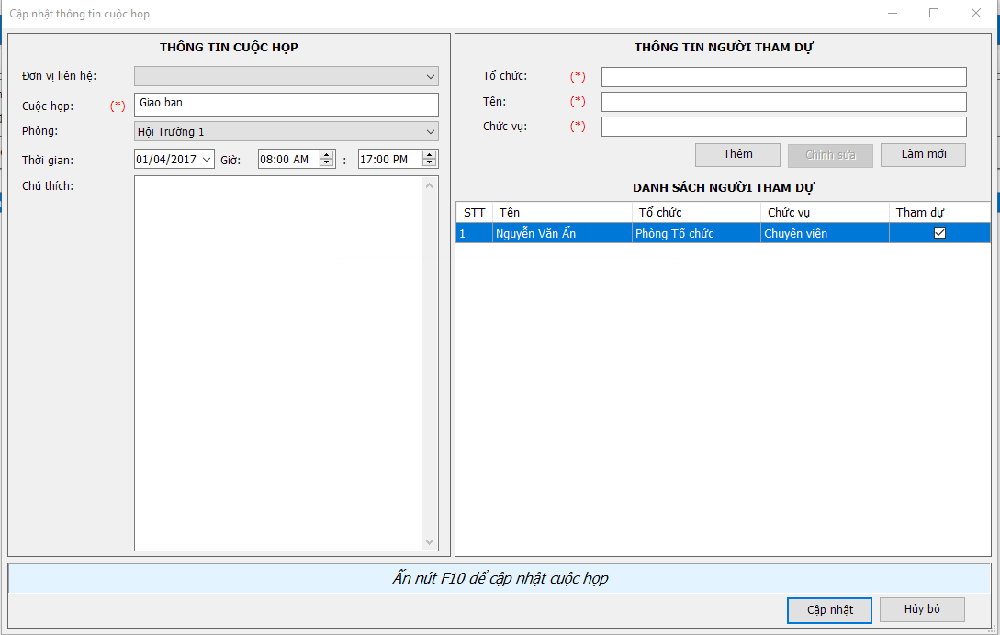 Cập nhật thông tin cuộc họp
THÔNG TIN CUỘC HỌP
Đơn vị liên hệ:
Cuộc họp: (*) Giao ban
Phòng: Hội Trường 1
Thời gian: 01/04/2017 Giờ: 08:00 AM : 17:00 PM
Chú thích:
THÔNG TIN NGƯỜI THAM DỰ
Tổ chức: (*)
Tên: (*)
Chức vụ: (*)
Thêm Chỉnh sửa Làm mới
DANH SÁCH NGƯỜI THAM DỰ
STT Tên Tổ chức Chức vụ Tham dự
1 Nguyễn Văn Ẩn Phòng Tổ chức Chuyên viên
Ấn nút F10 để cập nhật cuộc họp
Cập nhật Hủy bỏ